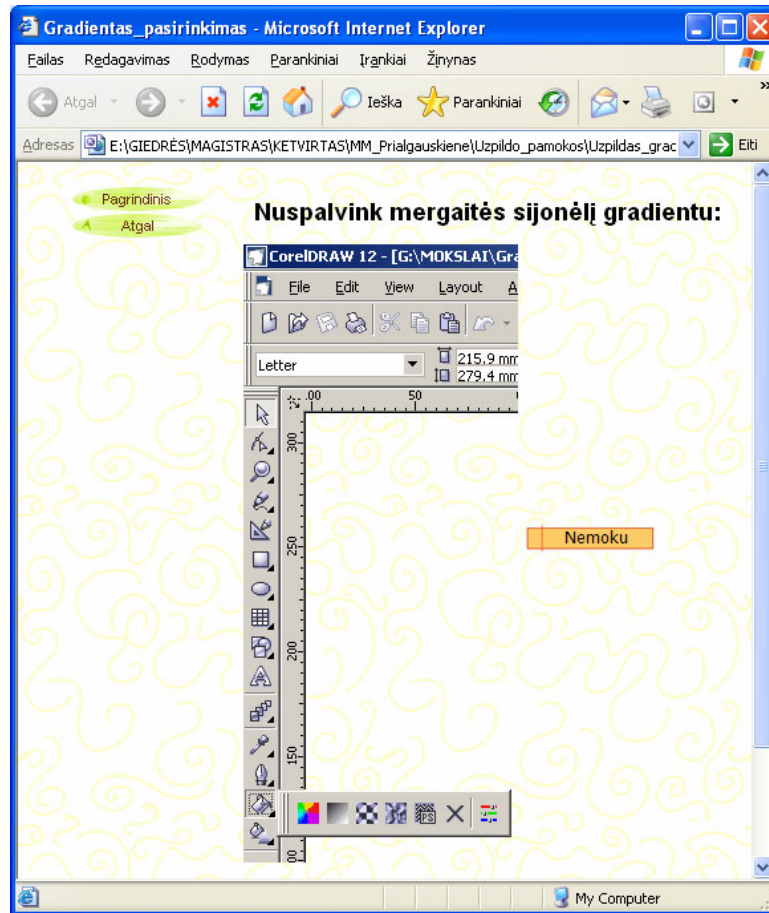 Gradientas_pasirinkimas - Microsoft Internet Explorer
Failas Redagavimas Rodymas Parankiniai Įrankiai Žinynas
Atgal Ieška Parankiniai »
Adresas E:\GIEDRĖS\MAGISTRAS\KETVIRTAS\MM_Prialgauskiene\Uzpildo_pamokos\Uzpildas_grac Eiti
Pagrindinis
Atgal
Nuspalvink mergaitės sijonėlį gradientu:
CorelDRAW 12 - [G:\MOKSLAI\Gra
File Edit View Layout A
Letter
215.9 mm
279.4 mm
00 50
300
250
Nemoku
200
150
PS
00
My Computer